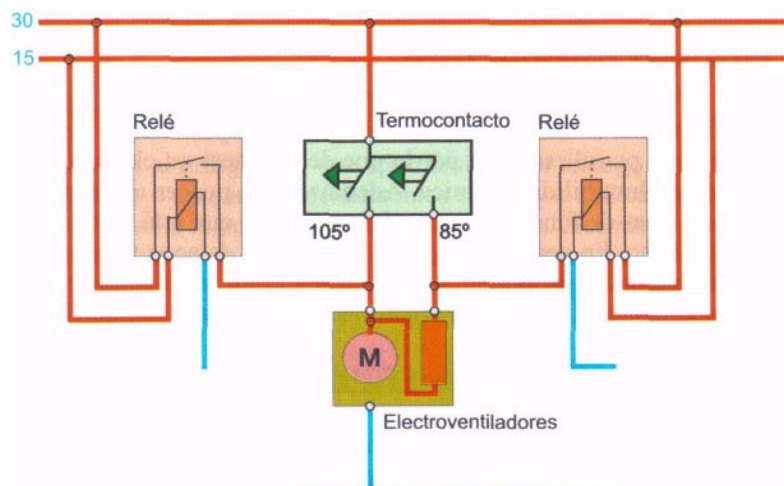 30
15
Relé
Termocontacto
Relé
105º
85º
M
Electroventiladores